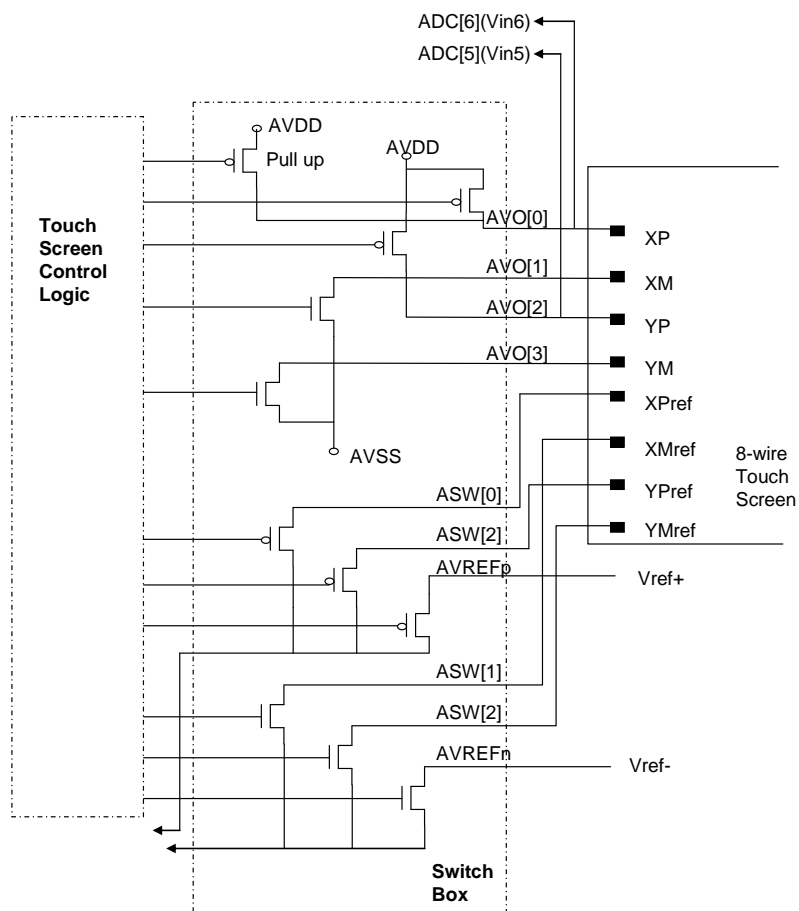 ADC[6](Vin6)
ADC[5](Vin5)
AVDD
Pull up
AVDD
Touch
Screen
Control
Logic
AVO[0]
XP
AVO[1]
XM
AVO[2]
YP
AVO[3]
YM
XPref
AVSS
XMref
8-wire
Touch
Screen
ASW[0]
YPref
ASW[2]
YMref
AVREFp
Vref+
ASW[1]
ASW[2]
AVREFn
Vref-
Switch
Box